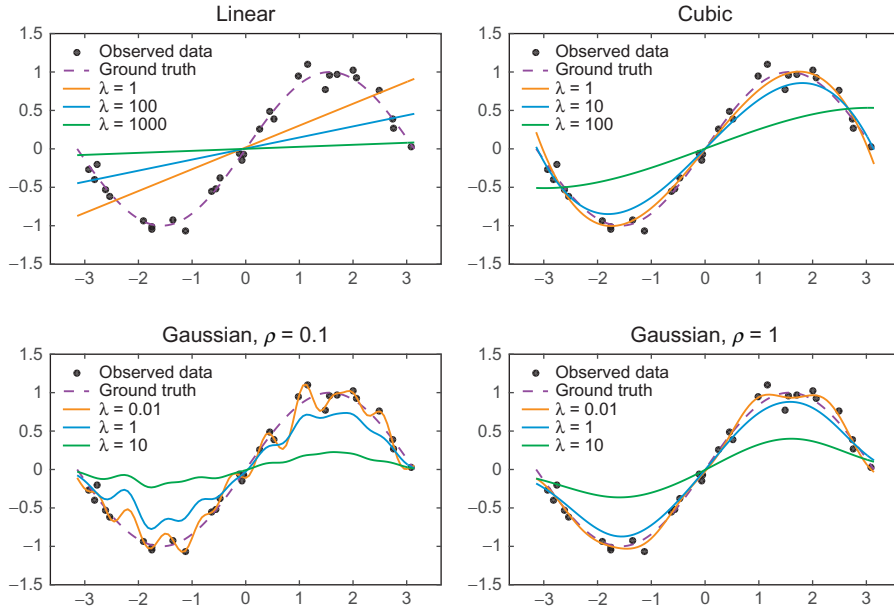 Linear
1.5
1
0.5
0
−0.5
−1
−1.5
Observed data
Ground truth
λ = 1
λ = 100
λ = 1000
−3 −2 −1 0 1 2 3
Cubic
1.5
1
0.5
0
−0.5
−1
−1.5
Observed data
Ground truth
λ = 1
λ = 10
λ = 100
−3 −2 −1 0 1 2 3
Gaussian, ρ = 0.1
1.5
1
0.5
0
−0.5
−1
−1.5
Observed data
Ground truth
λ = 0.01
λ = 1
λ = 10
−3 −2 −1 0 1 2 3
Gaussian, ρ = 1
1.5
1
0.5
0
−0.5
−1
−1.5
Observed data
Ground truth
λ = 0.01
λ = 1
λ = 10
−3 −2 −1 0 1 2 3